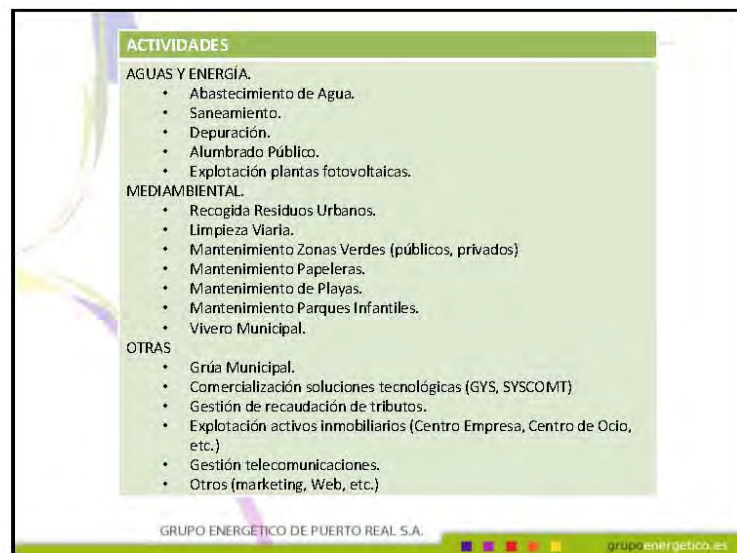 ACTIVIDADES
AGUAS Y ENERGÍA.
• Abastecimiento de Agua.
• Saneamiento.
• Depuración.
• Alumbrado Público.
• Explotación plantas fotovoltaicas.
MEDIAMBIENTAL.
• Recogida Residuos Urbanos.
• Limpieza Viaria.
• Mantenimiento Zonas Verdes (públicos, privados)
• Mantenimiento Papeleras.
• Mantenimiento de Playas.
• Mantenimiento Parques Infantiles.
• Vivero Municipal.
OTRAS
• Grúa Municipal.
• Comercialización soluciones tecnológicas (GYS, SYSCOMT)
• Gestión de recaudación de tributos.
• Explotación activos inmobiliarios (Centro Empresa, Centro de Ocio,
etc.)
• Gestión telecomunicaciones.
• Otros (marketing, Web, etc.)
GRUPO ENERGÉTICO DE PUERTO REAL S.A.
grupoenergetico.es